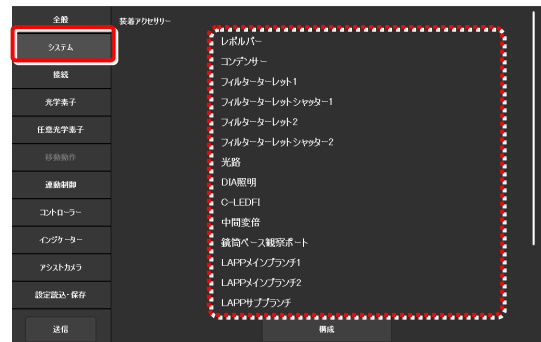 全般
システム
接続
光学素子
任意光学素子
移動動作
連動制御
コントローラー
インジケーター
アシストカメラ
設定読込・保存
送信
装着アクセサリー
レボルバー
コンデンサー
フィルターターレット1
フィルターターレットシャッター1
フィルターターレット2
フィルターターレットシャッター2
光路
DIA照明
C-LEDFI
中間変倍
鏡筒ベース観察ポート
LAPPメインブランチ1
LAPPメインブランチ2
LAPPサブブランチ
構成